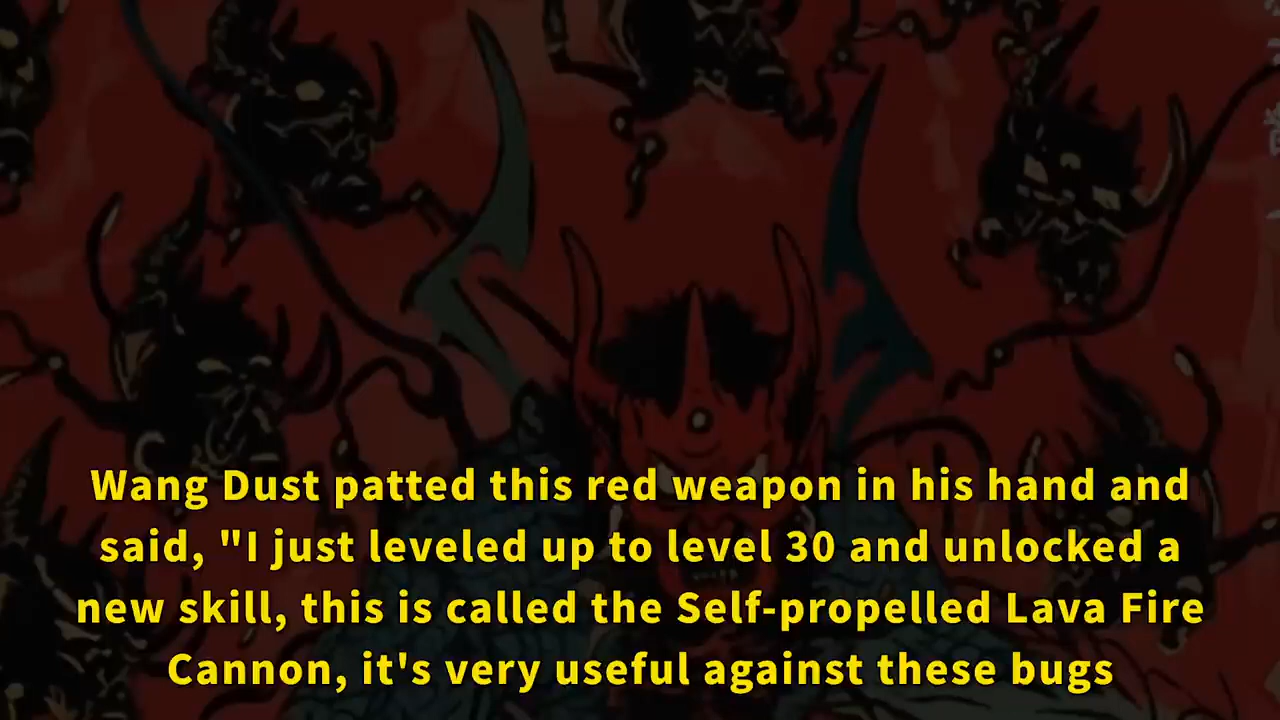 Wang Dust patted this red weapon in his hand and
said, "I just leveled up to level 30 and unlocked a
new skill, this is called the Self-propelled Lava Fire
Cannon, it's very useful against these bugs